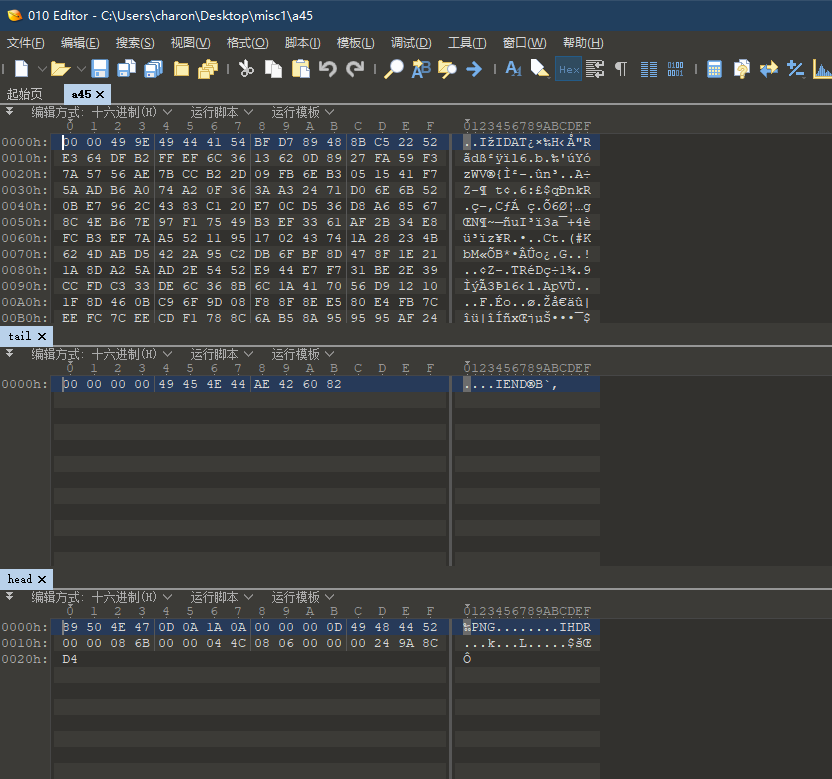 010 Editor - C:\Users\charon\Desktop\misc1\a45
文件(F) 编辑(E) 搜索(S) 视图(V) 格式(O) 脚本(I) 模板(L) 调试(D) 工具(T) 窗口(W) 帮助(H)
Hex
起始页 a45
编辑方式: 十六进制(H) 运行脚本 运行模板
0 1 2 3 4 5 6 7 8 9 A B C D E F 0123456789ABCDEF
0000h: 00 00 49 9E 49 44 41 54 BF D7 89 48 8B C5 22 52 ..IžIDAT¿×‰H‹Å"R
0010h: E3 64 DF B2 FF EF 6C 36 13 62 0D 89 27 FA 59 F3 ãdß²ÿïl6.b.‰'úYó
0020h: 7A 57 56 AE 7B CC B2 2D 09 FB 6E B3 05 15 41 F7 zWV®{Ì²-.ûn³..A÷
0030h: 5A AD B6 A0 74 A2 0F 36 3A A3 24 71 D0 6E 6B 52 Z-¶ t¢.6:£$qÐnkR
0040h: 0B E7 96 2C 43 83 C1 20 E7 0C D5 36 D8 A6 85 67 .ç–,CƒÁ ç.Õ6Ø¦…g
0050h: 8C 4E B6 7E 97 F1 75 49 B3 EF 33 61 AF 2B 34 E8 ŒN¶~—ñuI³ï3a¯+4è
0060h: FC B3 EF 7A A5 52 11 95 17 02 43 74 1A 28 23 4B ü³ïz¥R.•..Ct.(#K
0070h: 62 4D AB D5 42 2A 95 C2 DB 6F BF 8D 47 8F 1E 21 bM«ÕB*•ÂÛo¿.G..!
0080h: 1A 8D A2 5A AD 2E 54 52 E9 44 E7 F7 31 BE 2E 39 ..¢Z-.TRéDç÷1¾.9
0090h: CC FD C3 33 DE 6C 36 8B 6C 1A 41 70 56 D9 12 10 ÌýÃ3Þl6‹l.ApVÙ..
00A0h: 1F 8D 46 0B C9 6F 9D 08 F8 8F 8E E5 80 E4 FB 7C ..F.Éo..ø.Žå€äû|
00B0h: EE FC 7C EE CD F1 78 8C 6A B5 8A 95 95 95 AF 24 îü|îÍñxŒjµŠ•••¯$
tail
编辑方式: 十六进制(H) 运行脚本 运行模板
0 1 2 3 4 5 6 7 8 9 A B C D E F 0123456789ABCDEF
0000h: 00 00 00 00 49 45 4E 44 AE 42 60 82 ....IEND®B`‚
head
编辑方式: 十六进制(H) 运行脚本 运行模板
0 1 2 3 4 5 6 7 8 9 A B C D E F 0123456789ABCDEF
0000h: 89 50 4E 47 0D 0A 1A 0A 00 00 00 0D 49 48 44 52 ‰PNG........IHDR
0010h: 00 00 08 6B 00 00 04 4C 08 06 00 00 00 24 9A 8C ...k...L.....$šŒ
0020h: D4 Ô